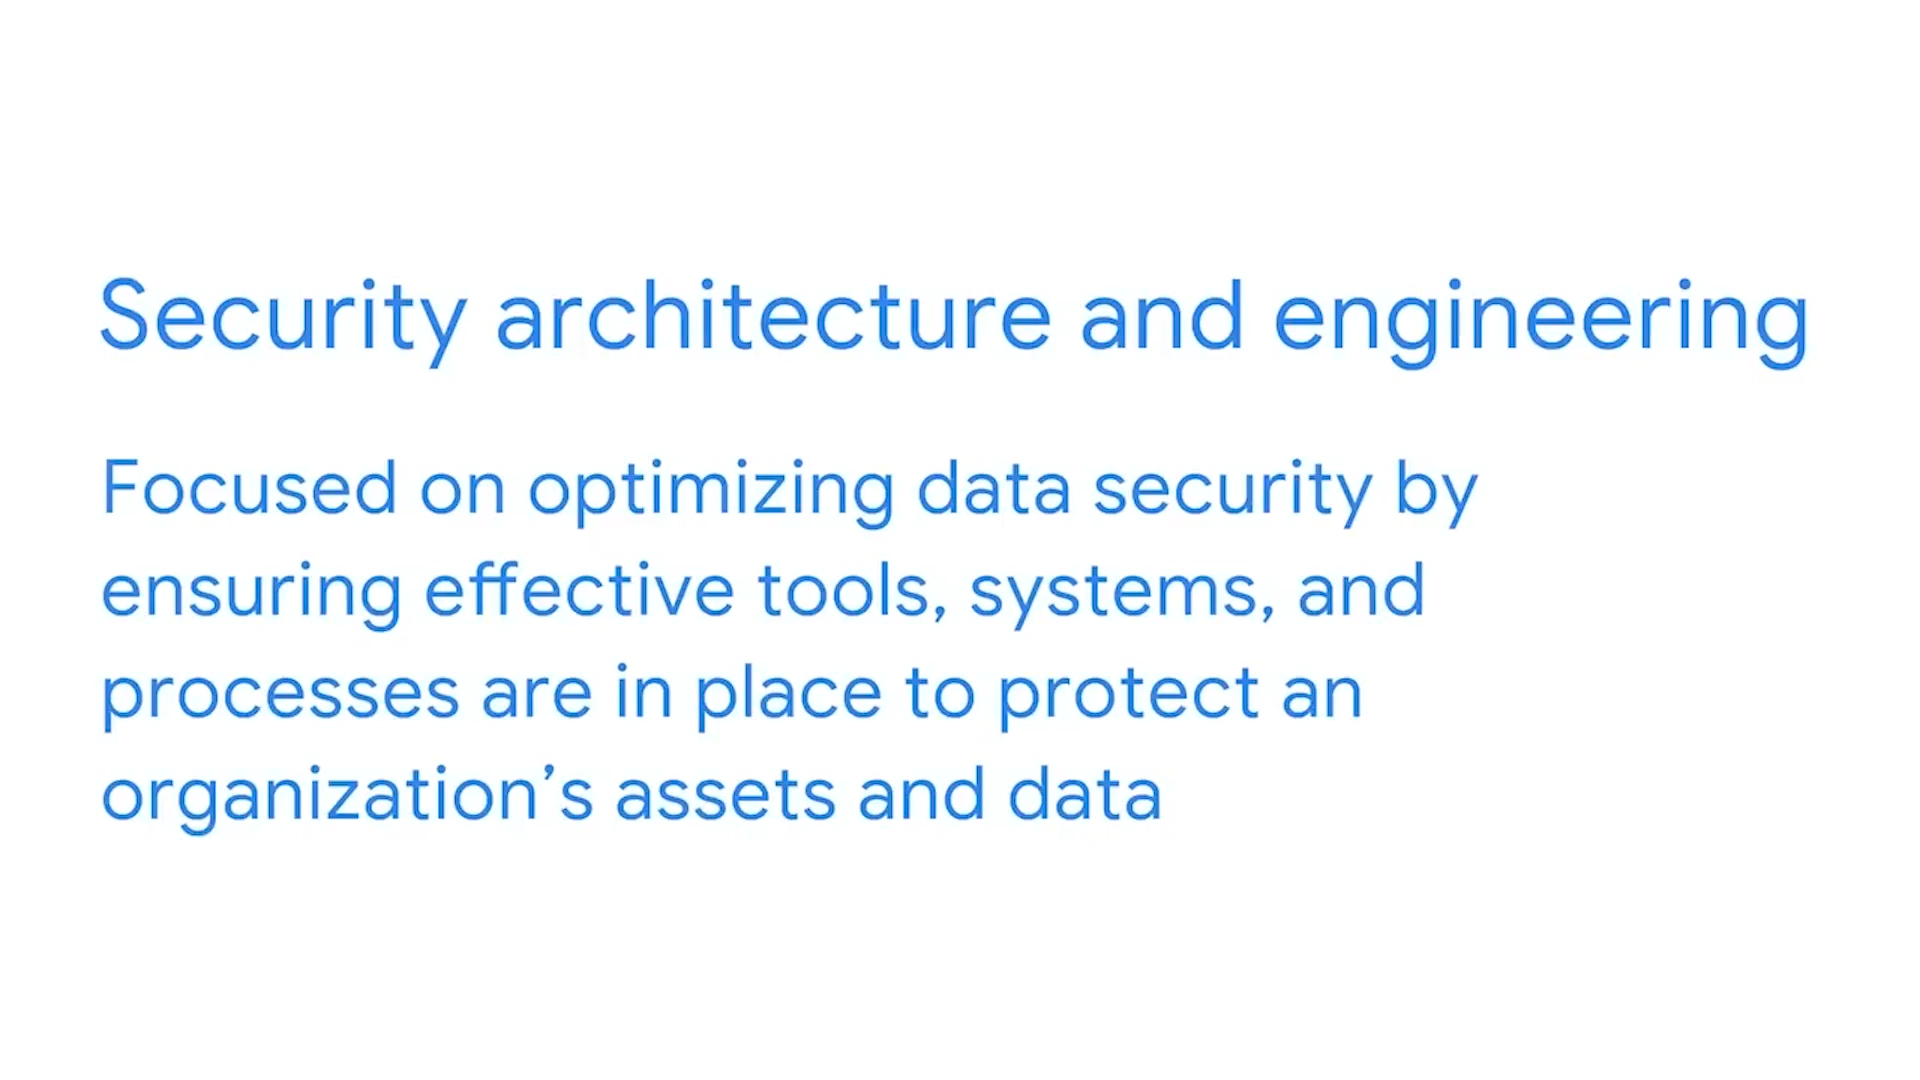 Security architecture and engineering
Focused on optimizing data security by
ensuring effective tools, systems, and
processes are in place to protect an
organization’s assets and data